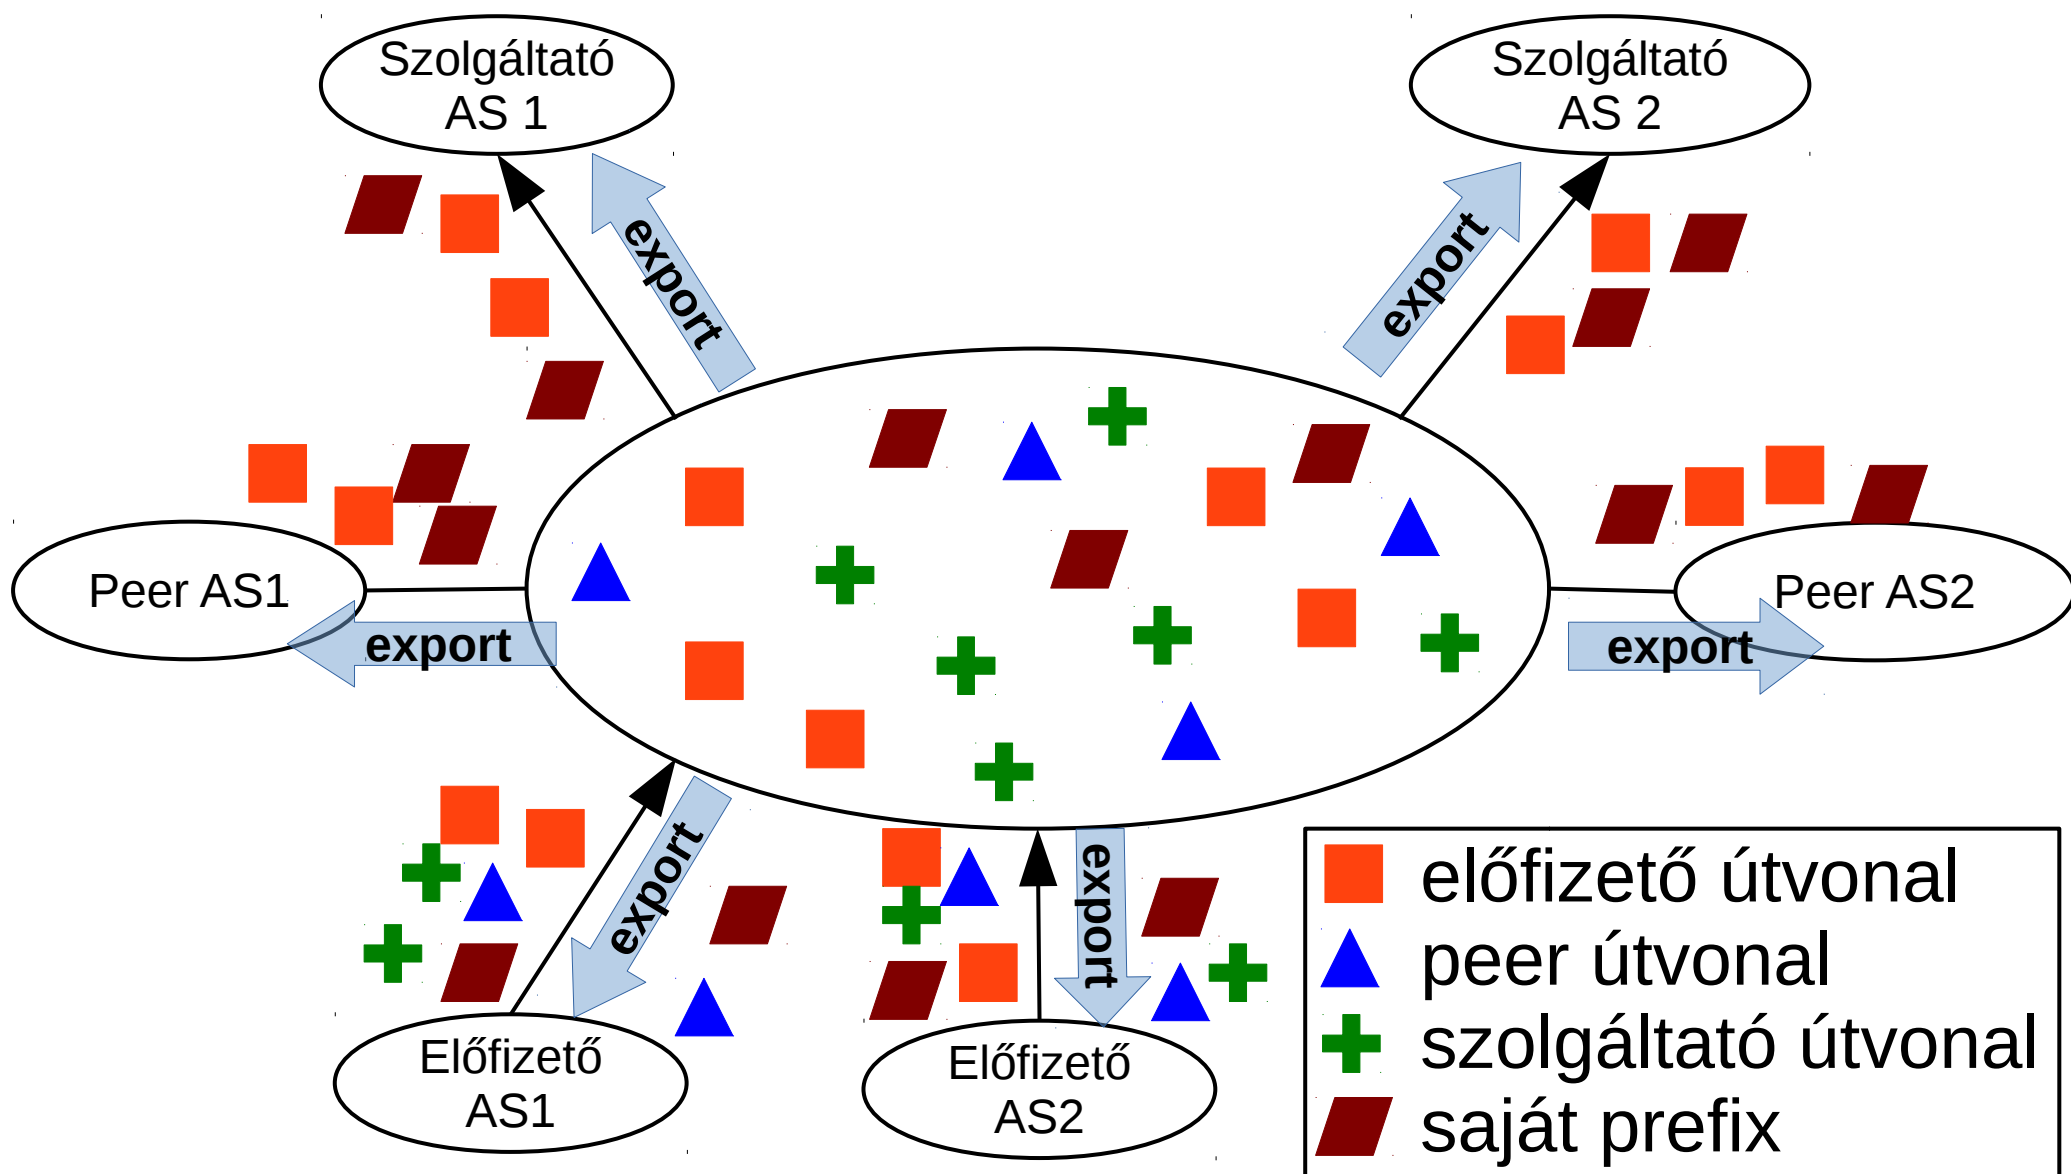 Szolgáltató
AS 1
Szolgáltató
AS 2
export
export
Peer AS1
Peer AS2
export
export
export
export
Előfizető
AS1
Előfizető
AS2
előfizető útvonal
peer útvonal
szolgáltató útvonal
saját prefix